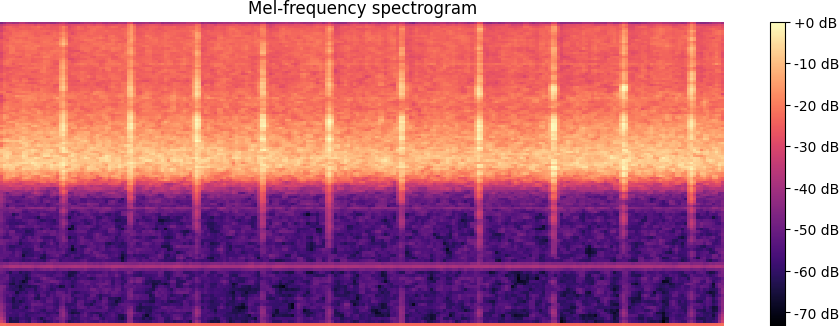 Mel-frequency spectrogram
+0 dB
-10 dB
-20 dB
-30 dB
-40 dB
-50 dB
-60 dB
-70 dB